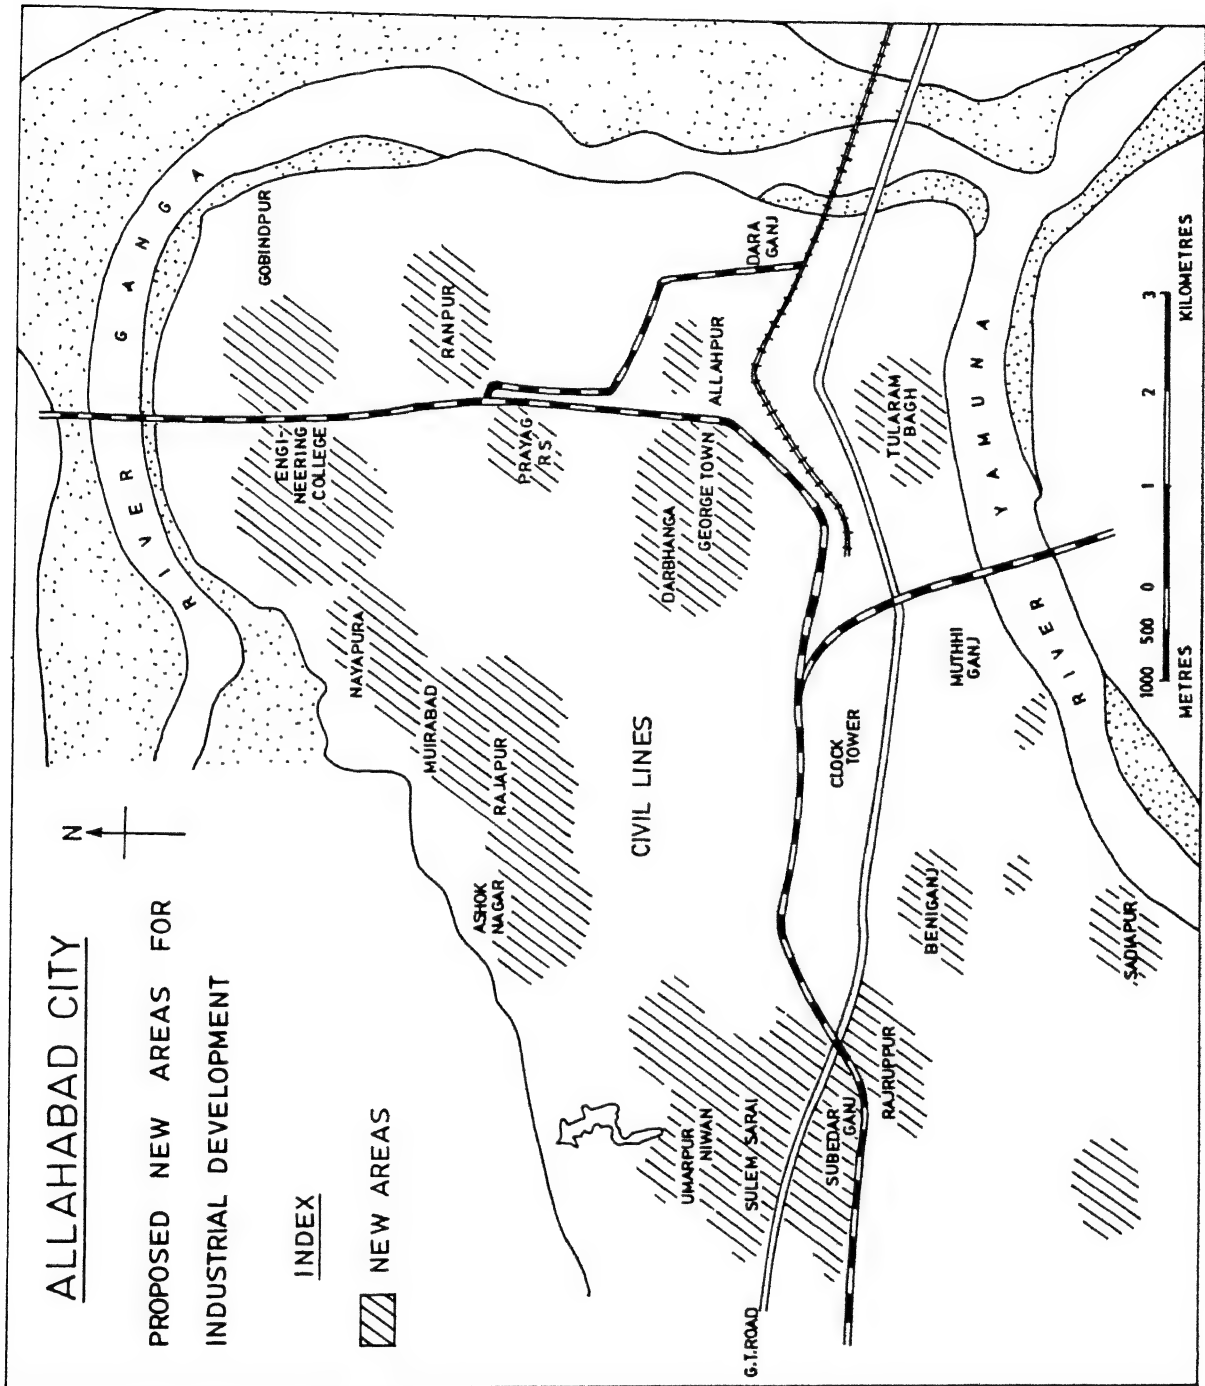 ALLAHABAD CITY
PROPOSED NEW AREAS FOR
INDUSTRIAL DEVELOPMENT
INDEX
NEW AREAS
N
RIVER GANGA
GOBINDPUR
ENGI-
NEERING
COLLEGE
RANPUR
PRAYAG
R S
NAYAPURA
MUIRABAD
RAJAPUR
ASHOK
NAGAR
DARBHANGA
GEORGE TOWN
ALLAHPUR
DARA
GANJ
CIVIL LINES
UMARPUR
NIWAN
SULEM SARAI
SUBEDAR
GANJ
G.T.ROAD
RAJRUPPUR
CLOCK
TOWER
TULARAM
BAGH
BENIGANJ
MUTHHI
GANJ
SADIAPUR
RIVER YAMUNA
1000 500 0 1 2 3
METRES KILOMETRES